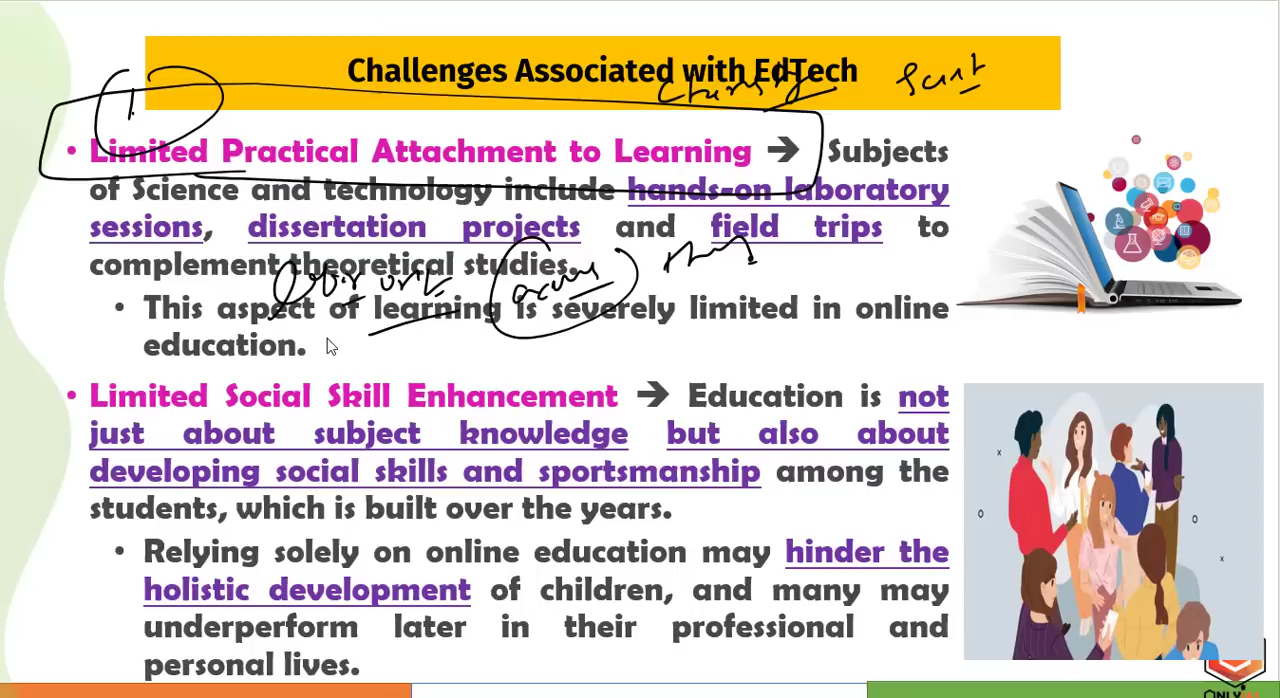 Challenges Associated with EdTech
• Limited Practical Attachment to Learning → Subjects
of Science and technology include hands-on laboratory
sessions, dissertation projects and field trips to
complement theoretical studies.
• This aspect of learning is severely limited in online
education.
• Limited Social Skill Enhancement → Education is not
just about subject knowledge but also about
developing social skills and sportsmanship among the
students, which is built over the years.
• Relying solely on online education may hinder the
holistic development of children, and many may
underperform later in their professional and
personal lives.